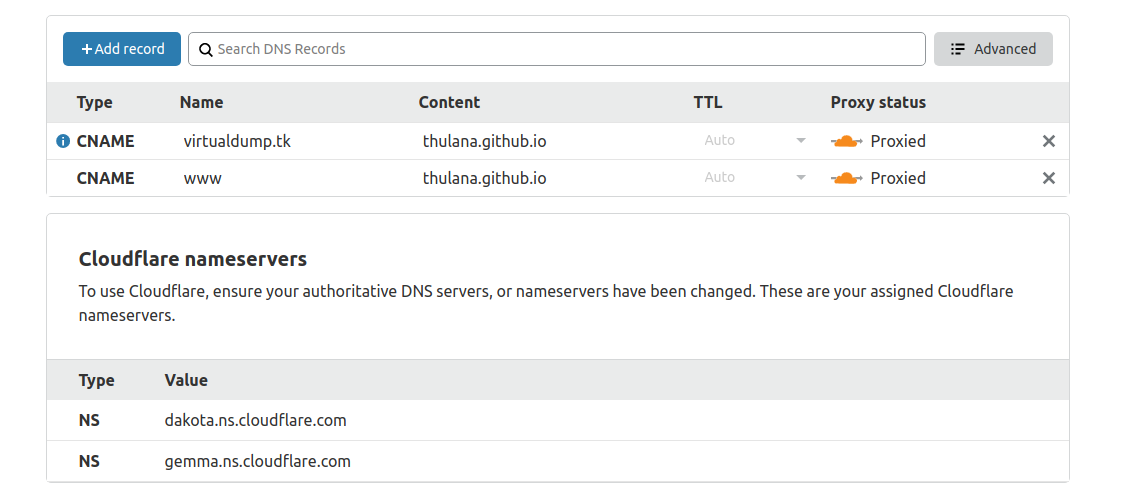 +Add record Search DNS Records Advanced
Type Name Content TTL Proxy status
CNAME virtualdump.tk thulana.github.io Auto Proxied
CNAME www thulana.github.io Auto Proxied
Cloudflare nameservers
To use Cloudflare, ensure your authoritative DNS servers, or nameservers have been changed. These are your assigned Cloudflare
nameservers.
Type Value
NS dakota.ns.cloudflare.com
NS gemma.ns.cloudflare.com